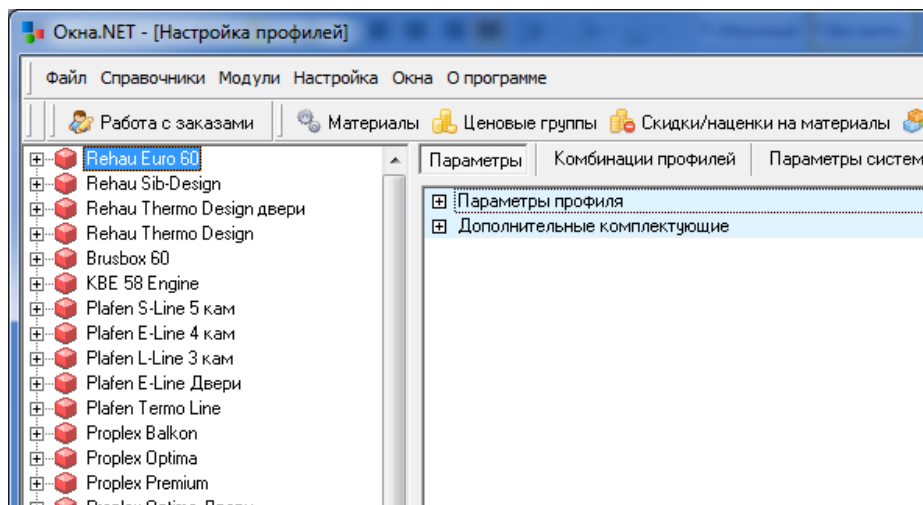 Окна.NET - [Настройка профилей]
Файл Справочники Модули Настройка Окна О программе
Работа с заказами Материалы Ценовые группы Скидки/наценки на материалы
Rehau Euro 60
Rehau Sib-Design
Rehau Thermo Design двери
Rehau Thermo Design
Brusbox 60
KBE 58 Engine
Plafen S-Line 5 кам
Plafen E-Line 4 кам
Plafen L-Line 3 кам
Plafen E-Line Двери
Plafen Termo Line
Proplex Balkon
Proplex Optima
Proplex Premium
Proplex Optima Двери
Параметры Комбинации профилей Параметры систем
Параметры профиля
Дополнительные комплектующие